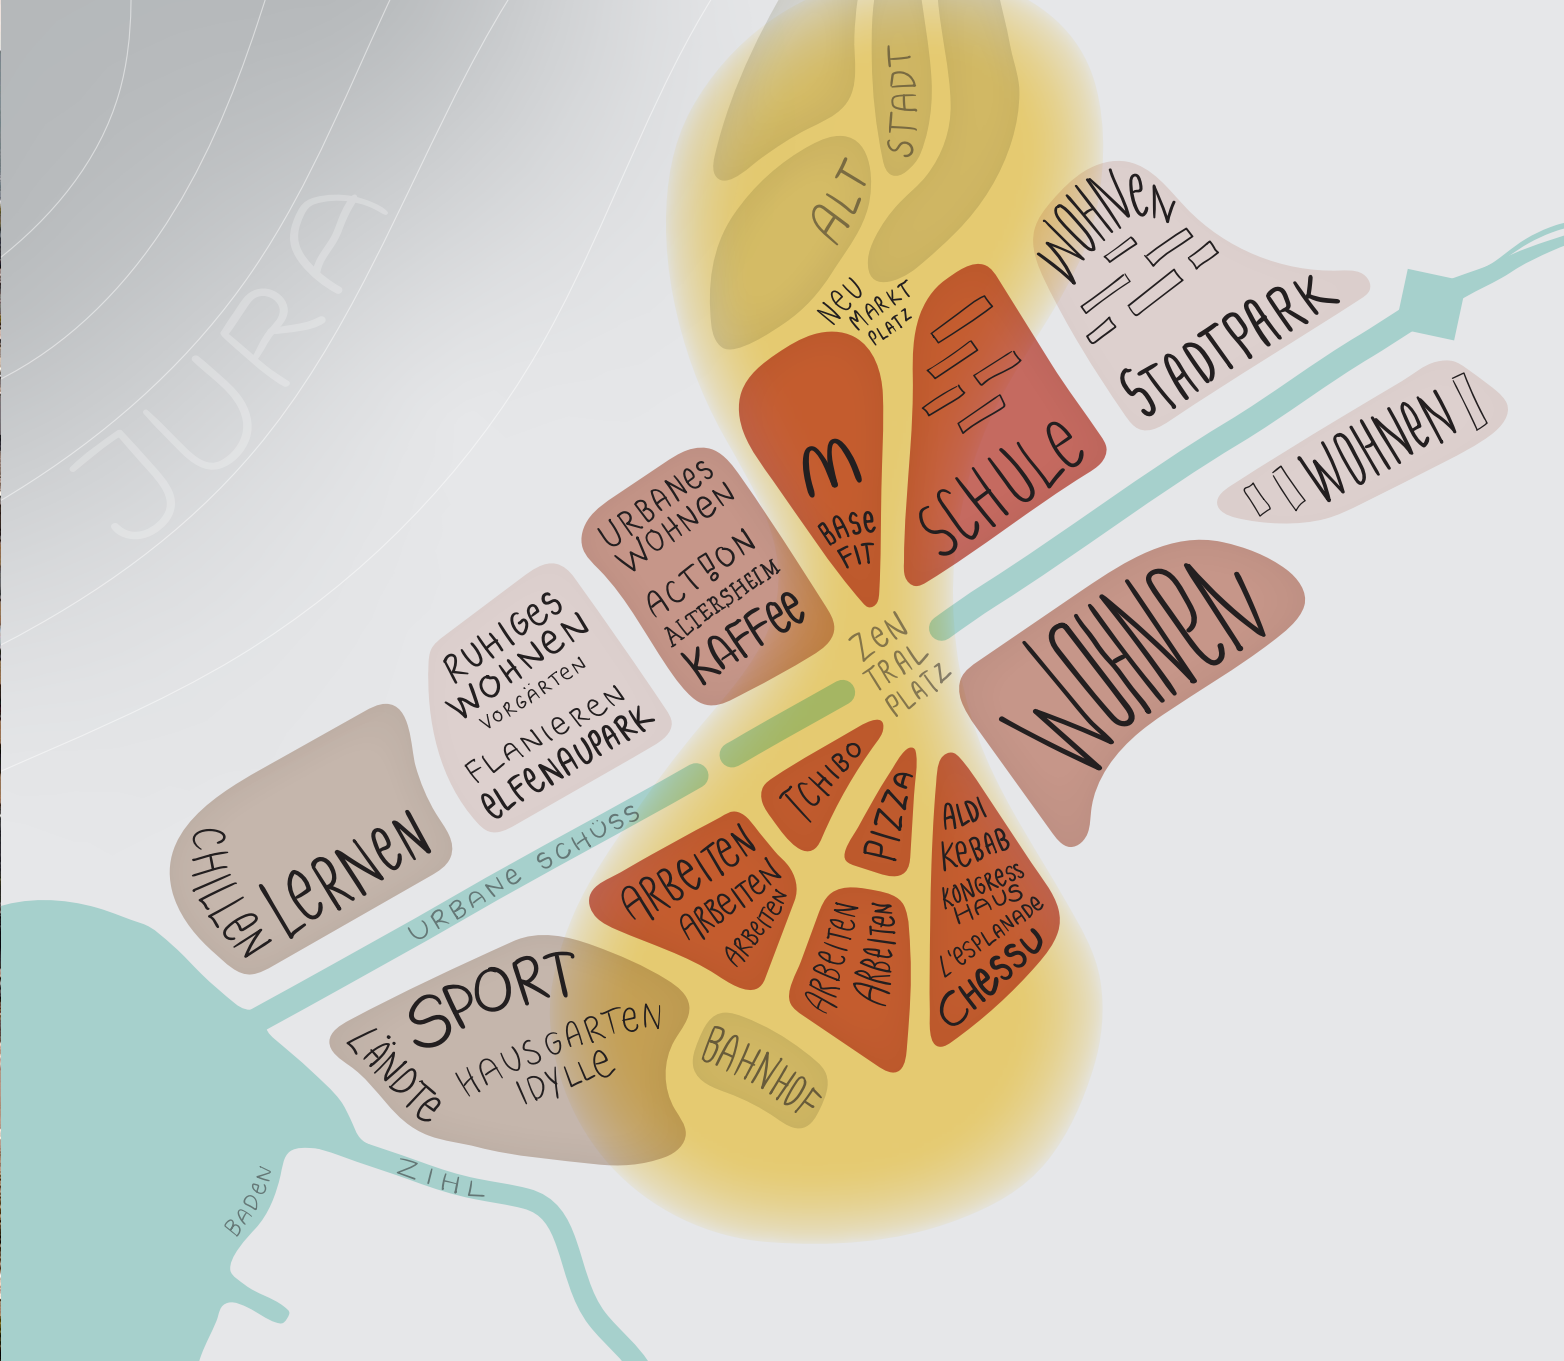 STADT
ALT
JURA
NEU
MARKT
PLATZ
WOHNeN
STADTPARK
M
BASe
FIT
SCHULe
WOHNeN
URBANeS
WOHNEN
ACT!ON
ALTERSHEIM
KAFFee
RUHIGeS
WOHNEN
VORGÄRTEN
FLANIEREN
eLFeNAUPARK
ZeN
TRAL
PLATZ
WOHNeN
CHILLeN
LeRNeN
URBANe SCHÜSS
TCHIBO
PIZZA
ALDI
KeBAB
KONGReSS
HAUS
L'eSPLANADe
CHeSSU
ARBeITEN
ARBeITEN
ARBeITEN
ARBEITEN
ARBEITEN
SPORT
HAUSGARTeN
IDYLLe
LÄNDTe
BAHNHOF
ZIHL
BADeN